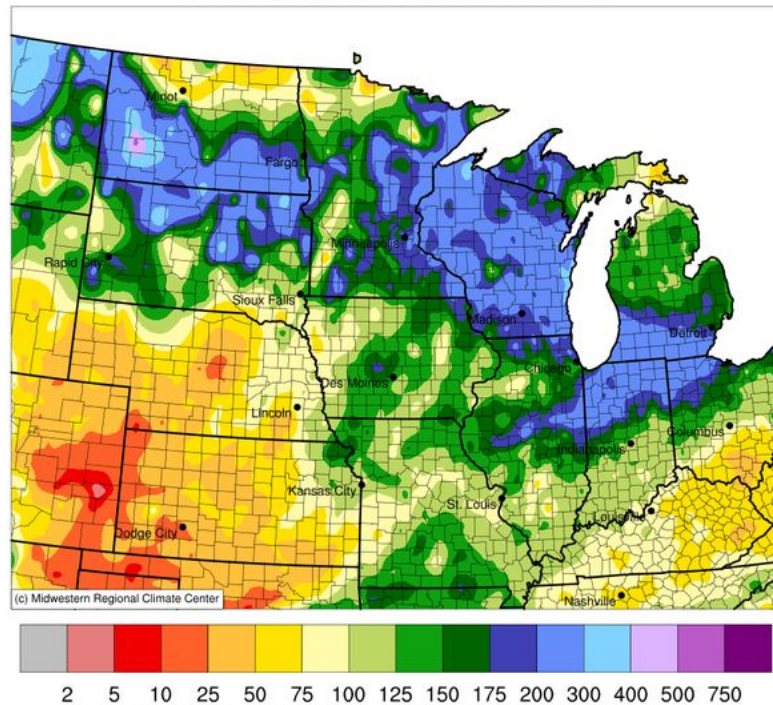 Minot
Fargo
Minneapolis
Rapid City
Sioux Falls
Madison
Detroit
Chicago
Des Moines
Lincoln
Columbus
Indianapolis
Kansas City
St. Louis
Louisville
Dodge City
Nashville
(c) Midwestern Regional Climate Center
2 5 10 25 50 75 100 125 150 175 200 300 400 500 750